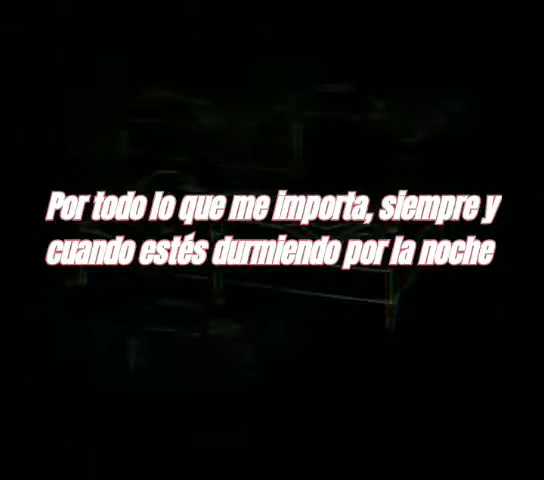 Por todo lo que me importa, siempre y
cuando estés durmiendo por la noche